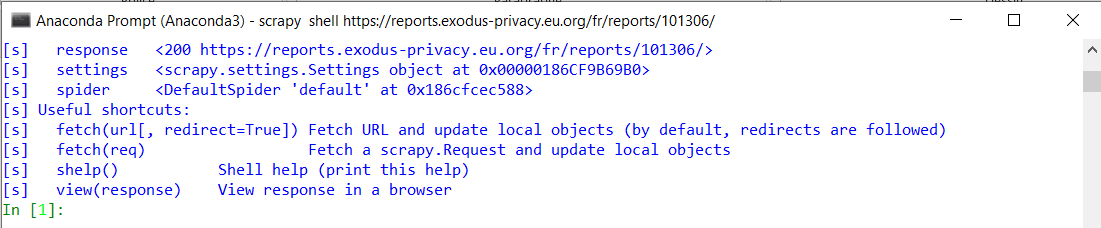 Anaconda Prompt (Anaconda3) - scrapy  shell https://reports.exodus-privacy.eu.org/fr/reports/101306/
[s]   response   <200 https://reports.exodus-privacy.eu.org/fr/reports/101306/>
[s]   settings   <scrapy.settings.Settings object at 0x00000186CF9B69B0>
[s]   spider     <DefaultSpider 'default' at 0x186cfcec588>
[s] Useful shortcuts:
[s]   fetch(url[, redirect=True]) Fetch URL and update local objects (by default, redirects are followed)
[s]   fetch(req)                  Fetch a scrapy.Request and update local objects
[s]   shelp()           Shell help (print this help)
[s]   view(response)    View response in a browser
In [1]: